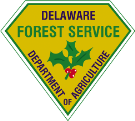 DELAWARE
FOREST SERVICE
DEPARTMENT OF AGRICULTURE